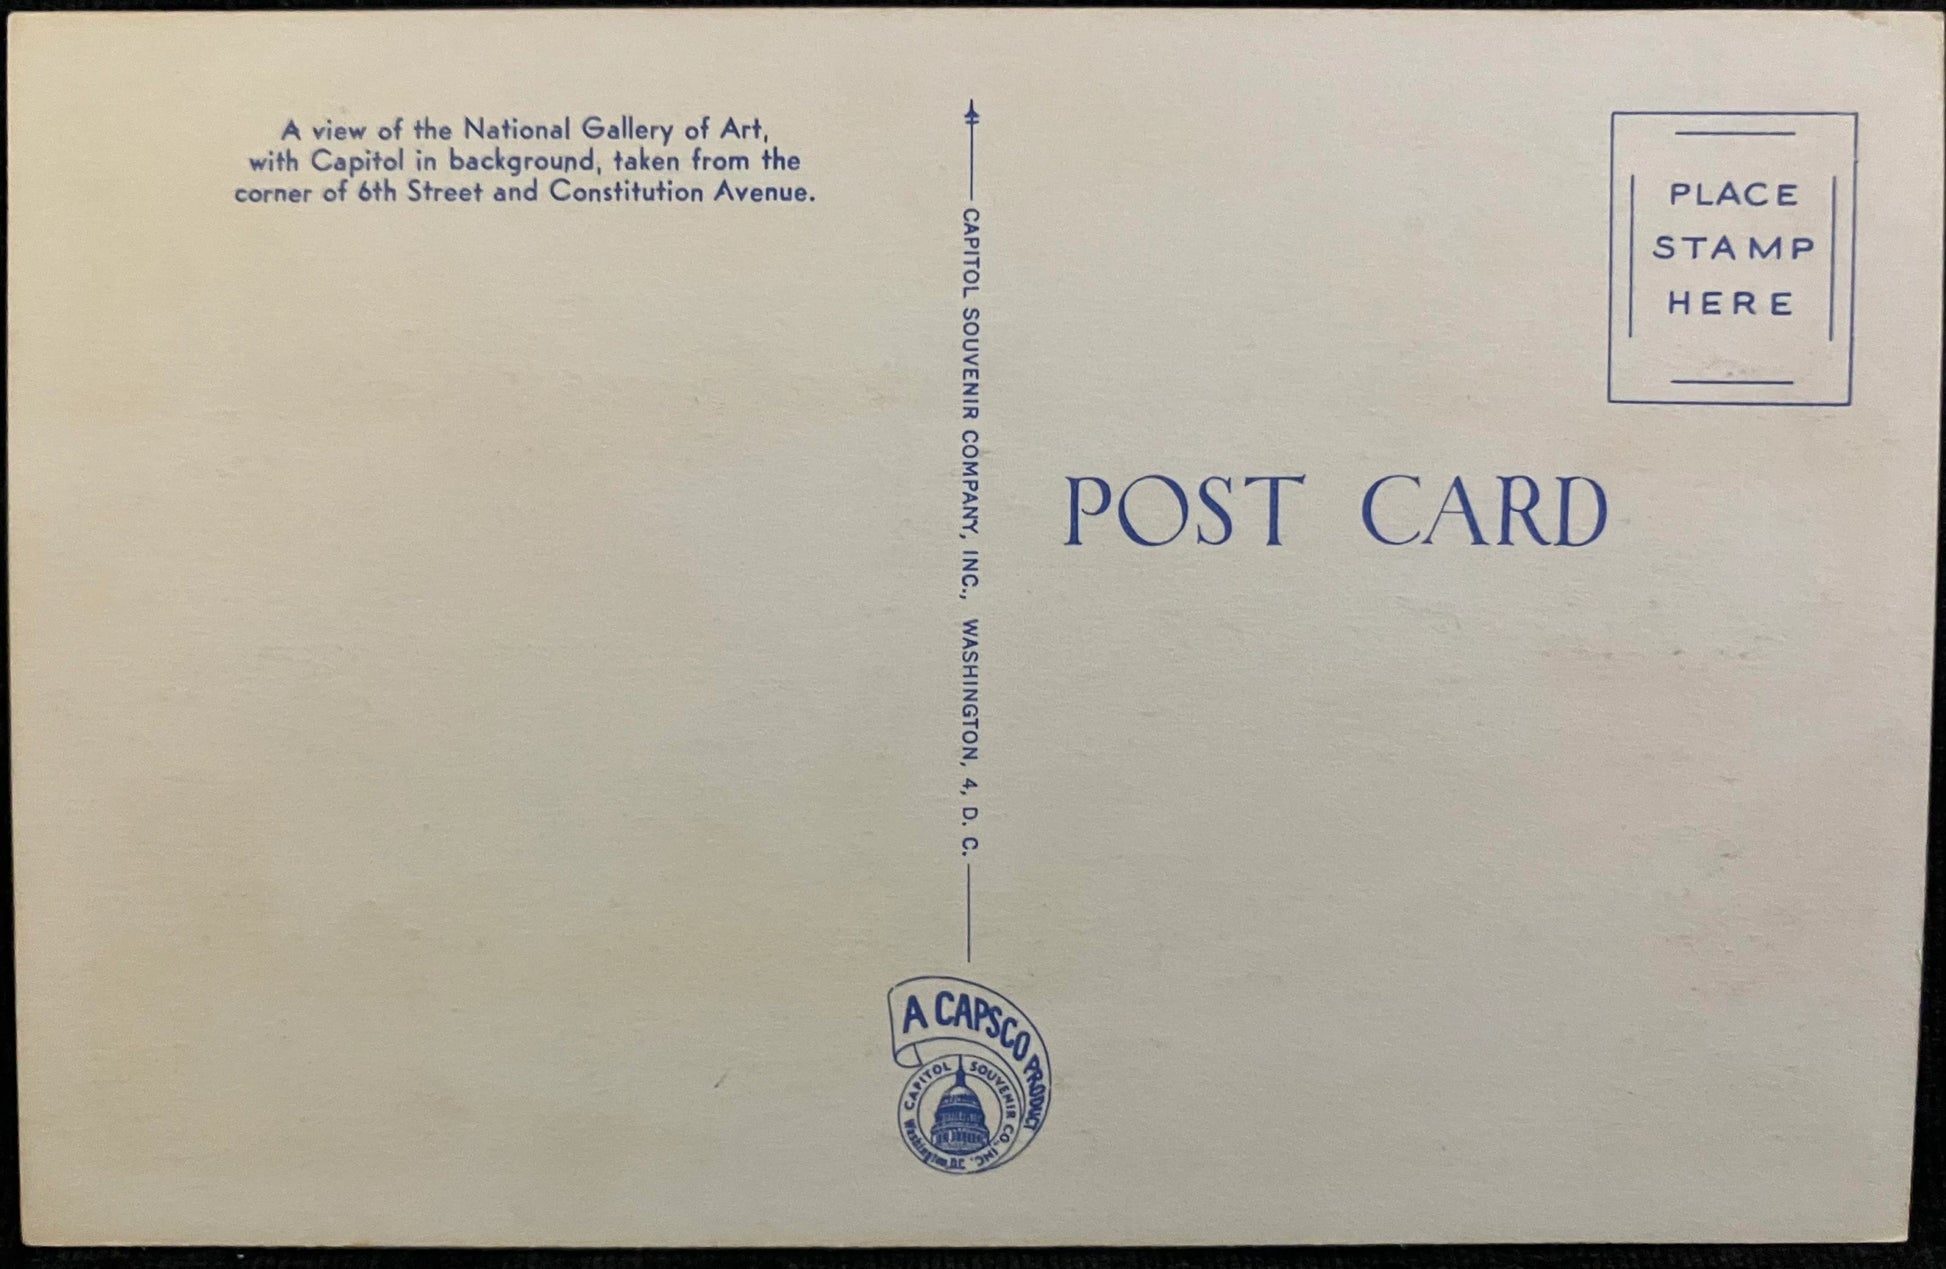 A view of the National Gallery of Art,
with Capitol in background, taken from the
corner of 6th Street and Constitution Avenue.
CAPITOL SOUVENIR COMPANY, INC., WASHINGTON, 4, D. C.
PLACE
STAMP
HERE
POST CARD
A CAPSCO PRODUCT
CAPITOL SOUVENIR CO., INC.
Washington, D.C.